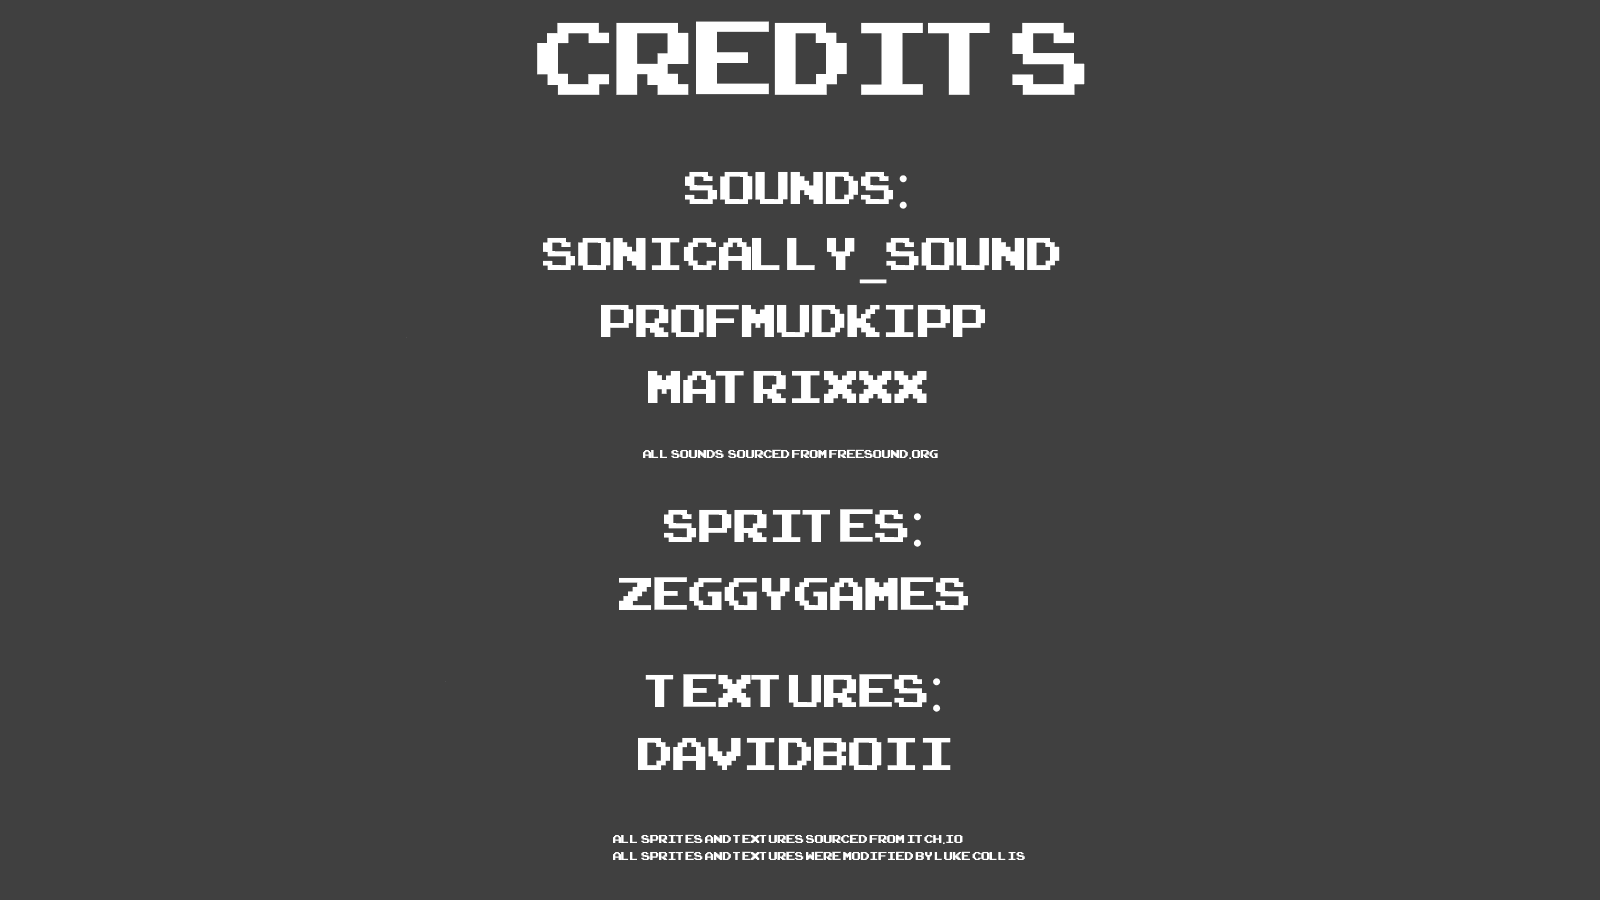 CREDITS
SOUNDS:
SONICALLY_SOUND
PROFMUDKIPP
MATRIXXX
ALL SOUNDS SOURCED FROM FREESOUND.ORG
SPRITES:
ZEGGYGAMES
TEXTURES:
DAVIDBOII
ALL SPRITES AND TEXTURES SOURCED FROM ITCH.IO
ALL SPRITES AND TEXTURES WERE MODIFIED BY LUKE COLLIS